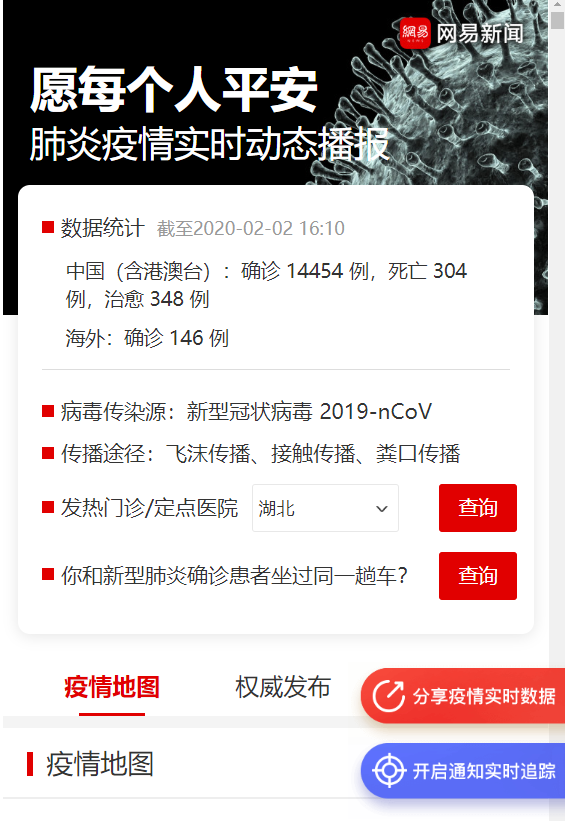 網易 网易新闻
NEWS
愿每个人平安
肺炎疫情实时动态播报
数据统计 截至2020-02-02 16:10
中国（含港澳台）：确诊 14454 例，死亡 304
例，治愈 348 例
海外：确诊 146 例
病毒传染源：新型冠状病毒 2019-nCoV
传播途径：飞沫传播、接触传播、粪口传播
发热门诊/定点医院 湖北 查询
你和新型肺炎确诊患者坐过同一趟车？ 查询
疫情地图 权威发布
分享疫情实时数据
疫情地图
开启通知实时追踪